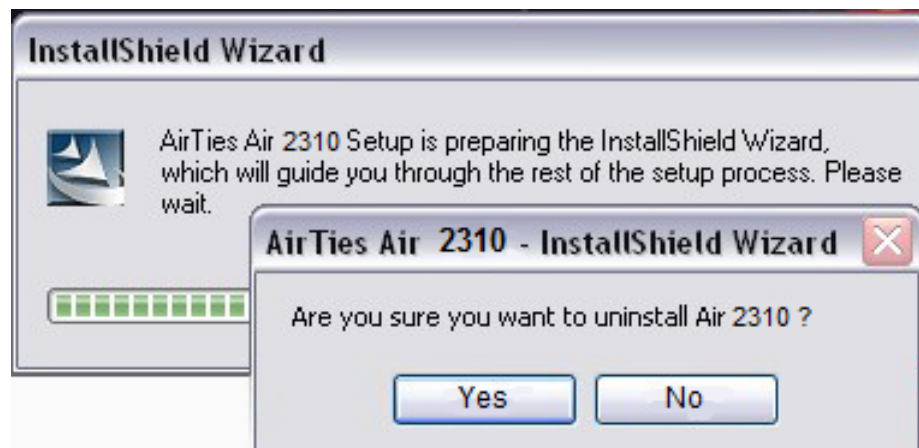 InstallShield Wizard
AirTies Air 2310 Setup is preparing the InstallShield Wizard,
which will guide you through the rest of the setup process. Please
wait.
AirTies Air 2310 - InstallShield Wizard
Are you sure you want to uninstall Air 2310 ?
Yes No